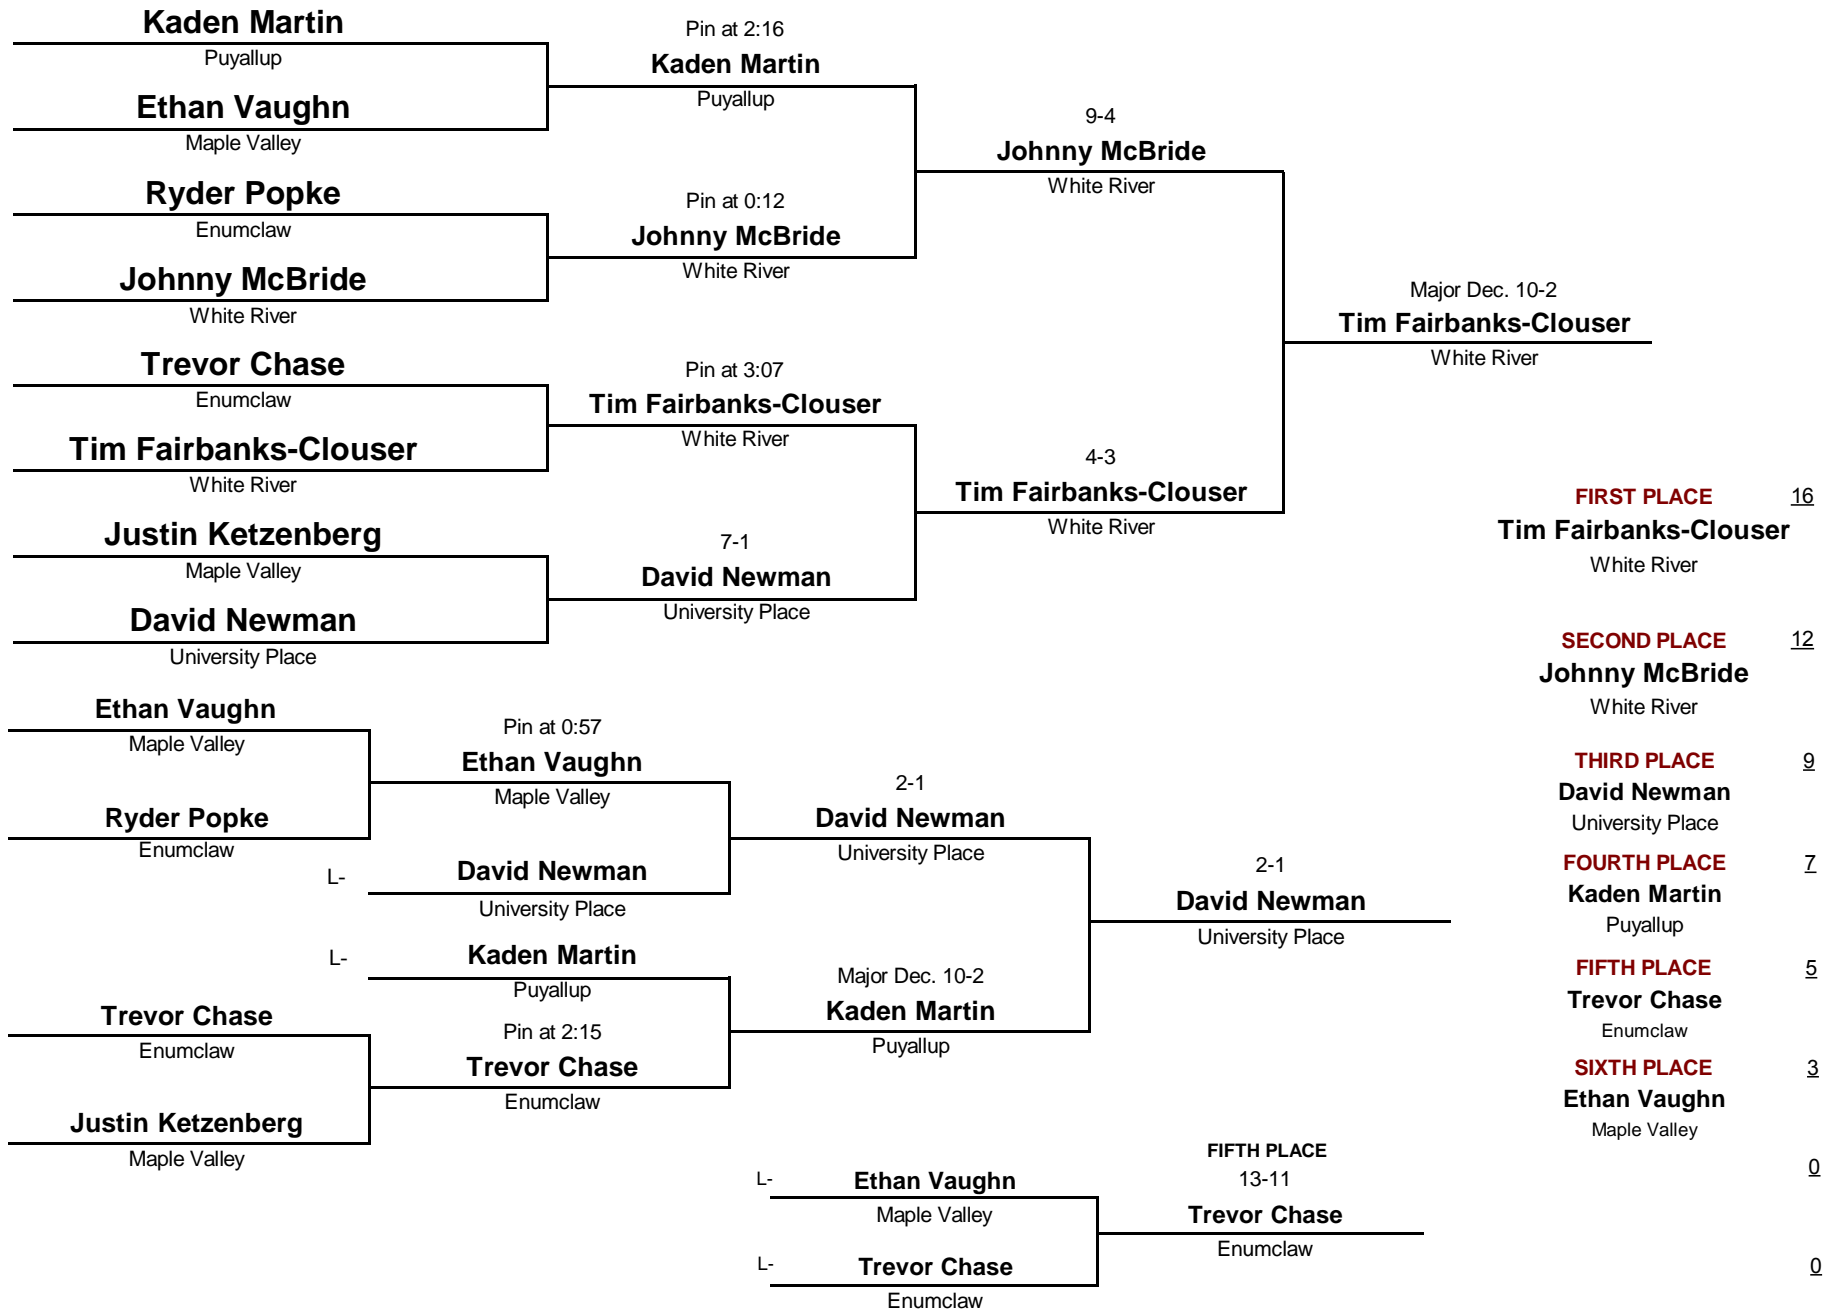 Kaden Martin
Puyallup
Ethan Vaughn
Maple Valley
Ryder Popke
Enumclaw
Johnny McBride
White River
Trevor Chase
Enumclaw
Tim Fairbanks-Clouser
White River
Justin Ketzenberg
Maple Valley
David Newman
University Place
Pin at 2:16
Kaden Martin
Puyallup
Pin at 0:12
Johnny McBride
White River
Pin at 3:07
Tim Fairbanks-Clouser
White River
7-1
David Newman
University Place
9-4
Johnny McBride
White River
4-3
Tim Fairbanks-Clouser
White River
Major Dec. 10-2
Tim Fairbanks-Clouser
White River
Ethan Vaughn
Maple Valley
Ryder Popke
Enumclaw
Trevor Chase
Enumclaw
Justin Ketzenberg
Maple Valley
Pin at 0:57
Ethan Vaughn
Maple Valley
L- David Newman
University Place
L- Kaden Martin
Puyallup
Pin at 2:15
Trevor Chase
Enumclaw
2-1
David Newman
University Place
Major Dec. 10-2
Kaden Martin
Puyallup
2-1
David Newman
University Place
L- Ethan Vaughn
Maple Valley
L- Trevor Chase
Enumclaw
FIFTH PLACE
13-11
Trevor Chase
Enumclaw
FIRST PLACE 16
Tim Fairbanks-Clouser
White River
SECOND PLACE 12
Johnny McBride
White River
THIRD PLACE 9
David Newman
University Place
FOURTH PLACE 7
Kaden Martin
Puyallup
FIFTH PLACE 5
Trevor Chase
Enumclaw
SIXTH PLACE 3
Ethan Vaughn
Maple Valley
0
0